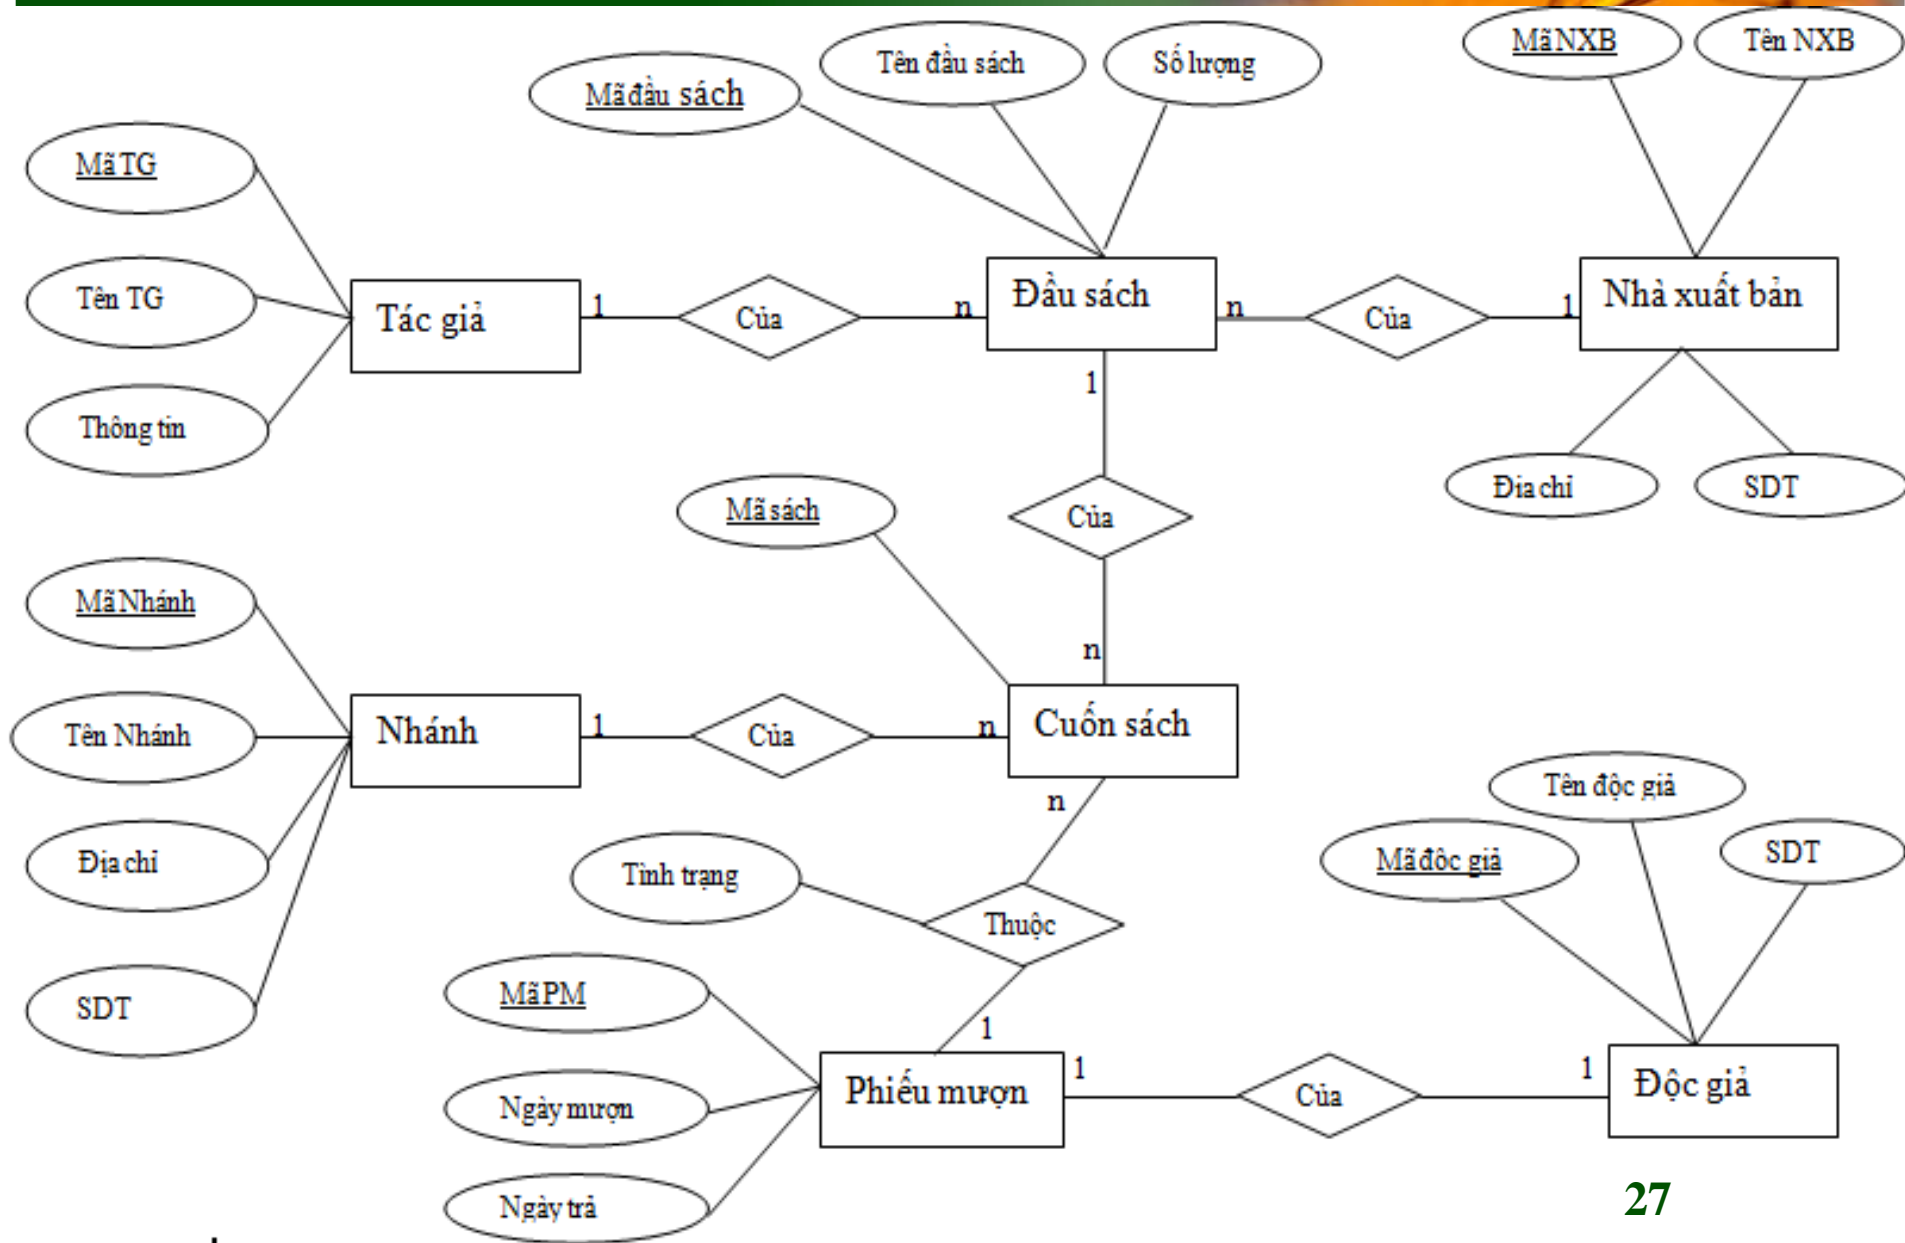 Mã NXB
Tên NXB
Tên đầu sách
Số lượng
Mã đầu sách
Mã TG
Tên TG
Thông tin
Tác giả
1
Của
n
Đầu sách
n
Của
1
Nhà xuất bản
1
Đia chỉ
SDT
Mã sách
Của
n
Mã Nhánh
Tên Nhánh
Địa chỉ
SDT
Nhánh
1
Của
n
Cuốn sách
n
Tình trạng
Thuộc
1
Tên độc giả
Mã đôc giả
SDT
Mã PM
Ngày mượn
Ngày trả
Phiếu mượn
1
Của
1
Độc giả
27